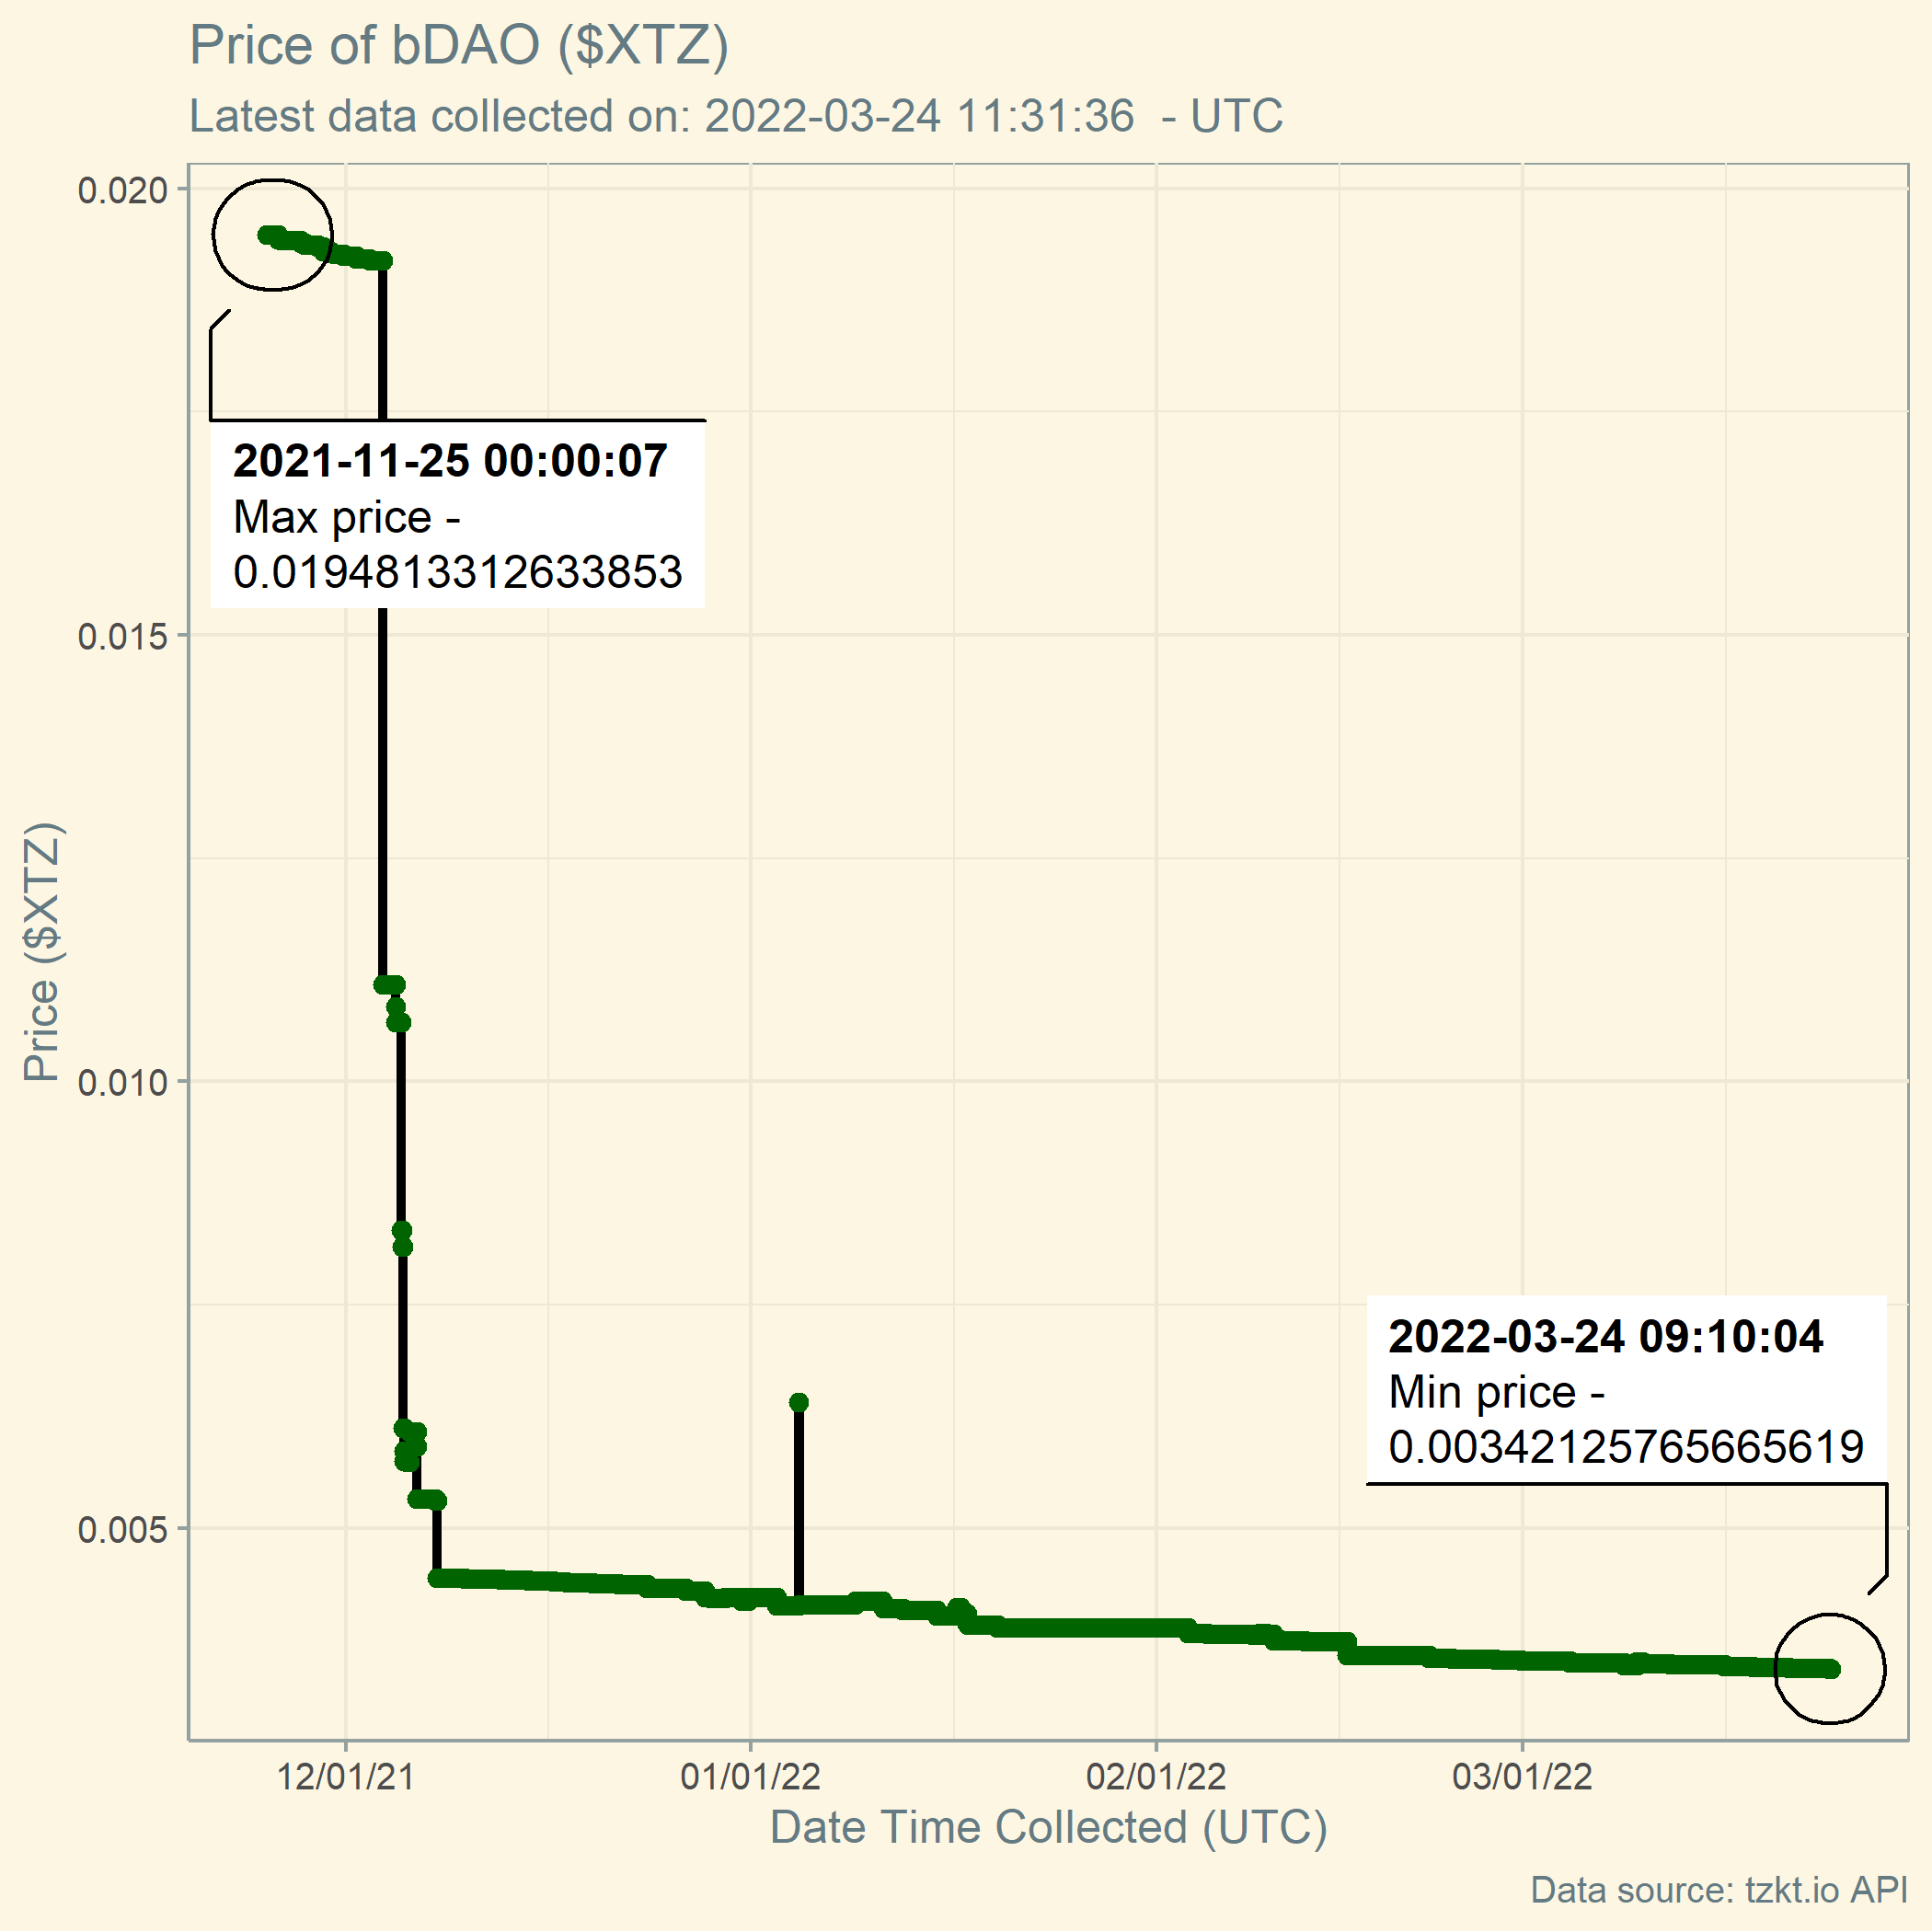 Price of bDAO ($XTZ)
Latest data collected on: 2022-03-24 11:31:36  - UTC
0.020
2021-11-25 00:00:07
Max price -
0.0194813312633853
0.015
Price ($XTZ)
0.010
2022-03-24 09:10:04
Min price -
0.00342125765665619
0.005
12/01/21
01/01/22
02/01/22
03/01/22
Date Time Collected (UTC)
Data source: tzkt.io API